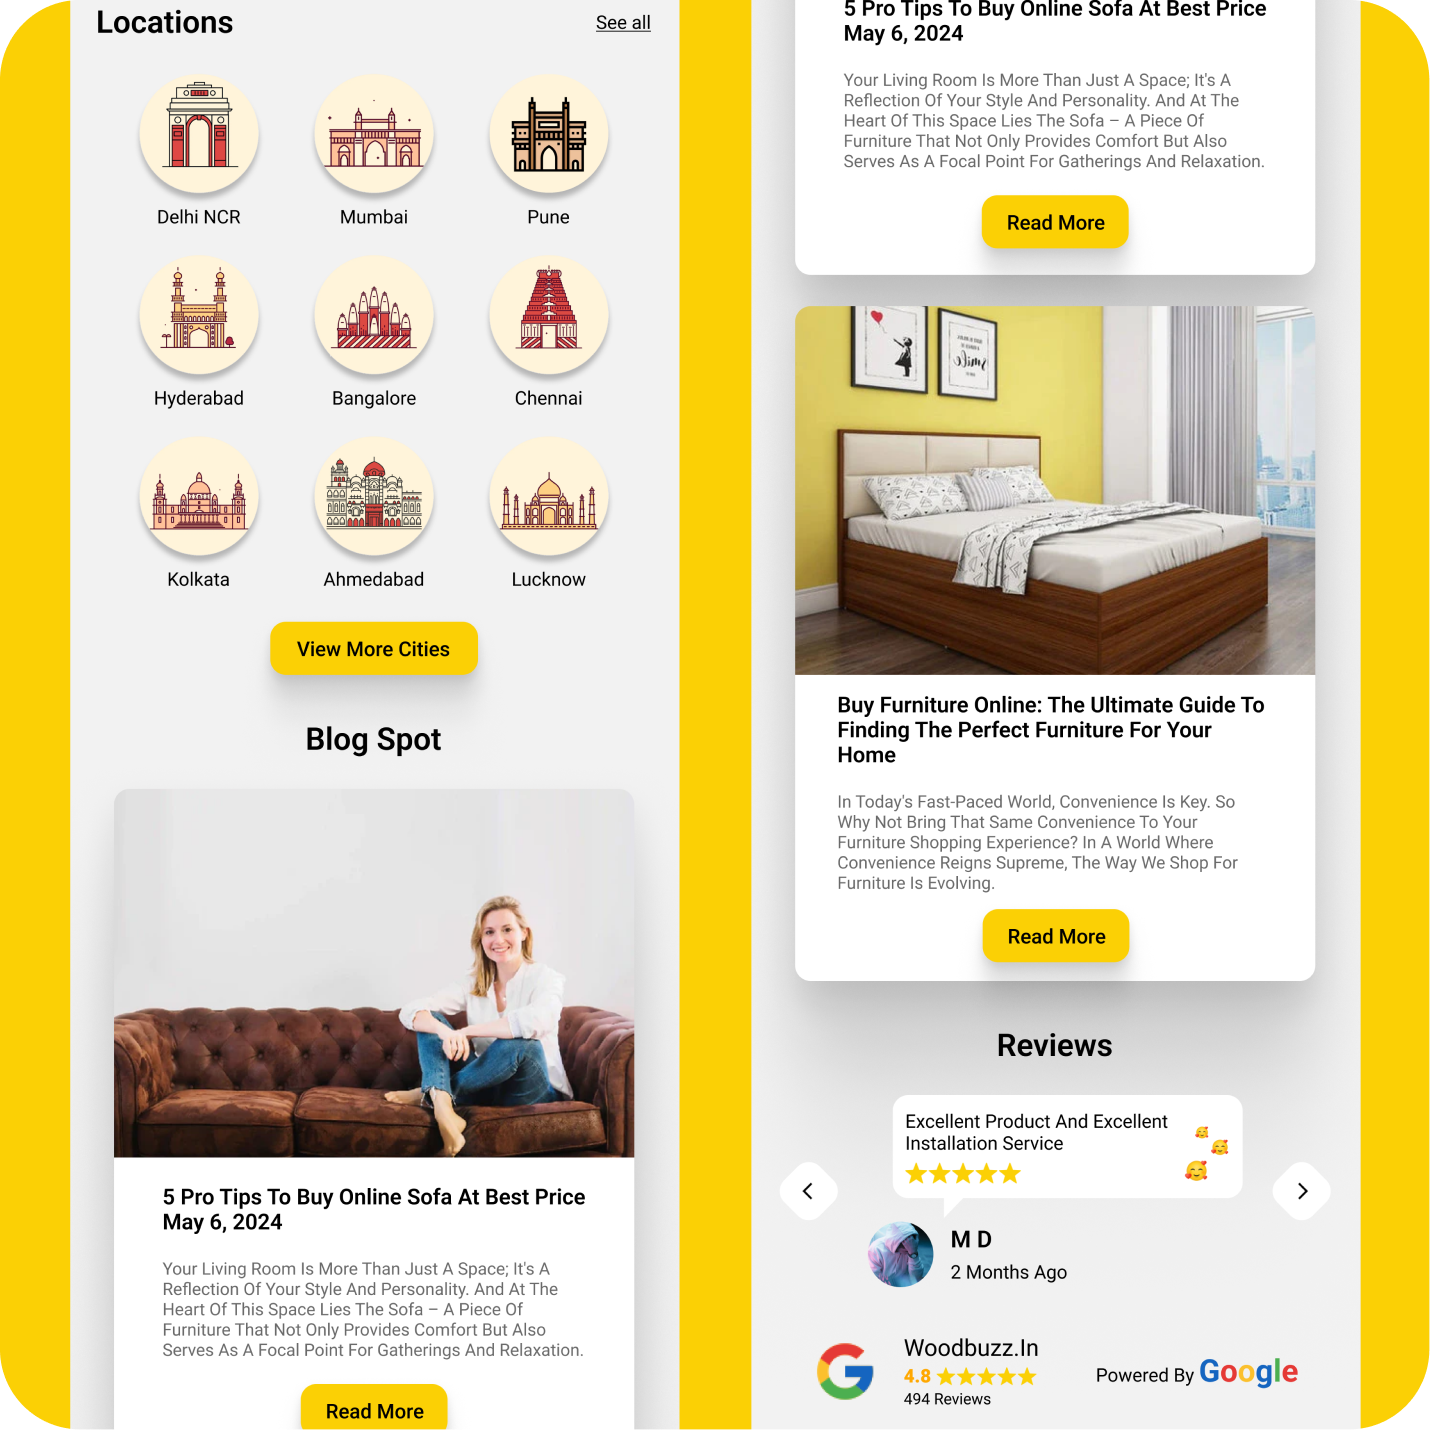 Locations
See all
Delhi NCR
Mumbai
Pune
Hyderabad
Bangalore
Chennai
Kolkata
Ahmedabad
Lucknow
View More Cities
Blog Spot
5 Pro Tips To Buy Online Sofa At Best Price
May 6, 2024
Your Living Room Is More Than Just A Space; It's A
Reflection Of Your Style And Personality. And At The
Heart Of This Space Lies The Sofa – A Piece Of
Furniture That Not Only Provides Comfort But Also
Serves As A Focal Point For Gatherings And Relaxation.
Read More
5 Pro Tips To Buy Online Sofa At Best Price
May 6, 2024
Your Living Room Is More Than Just A Space; It's A
Reflection Of Your Style And Personality. And At The
Heart Of This Space Lies The Sofa – A Piece Of
Furniture That Not Only Provides Comfort But Also
Serves As A Focal Point For Gatherings And Relaxation.
Read More
Smile
Buy Furniture Online: The Ultimate Guide To
Finding The Perfect Furniture For Your
Home
In Today's Fast-Paced World, Convenience Is Key. So
Why Not Bring That Same Convenience To Your
Furniture Shopping Experience? In A World Where
Convenience Reigns Supreme, The Way We Shop For
Furniture Is Evolving.
Read More
Reviews
Excellent Product And Excellent
Installation Service
M D
2 Months Ago
Woodbuzz.In
4.8
494 Reviews
Powered By Google